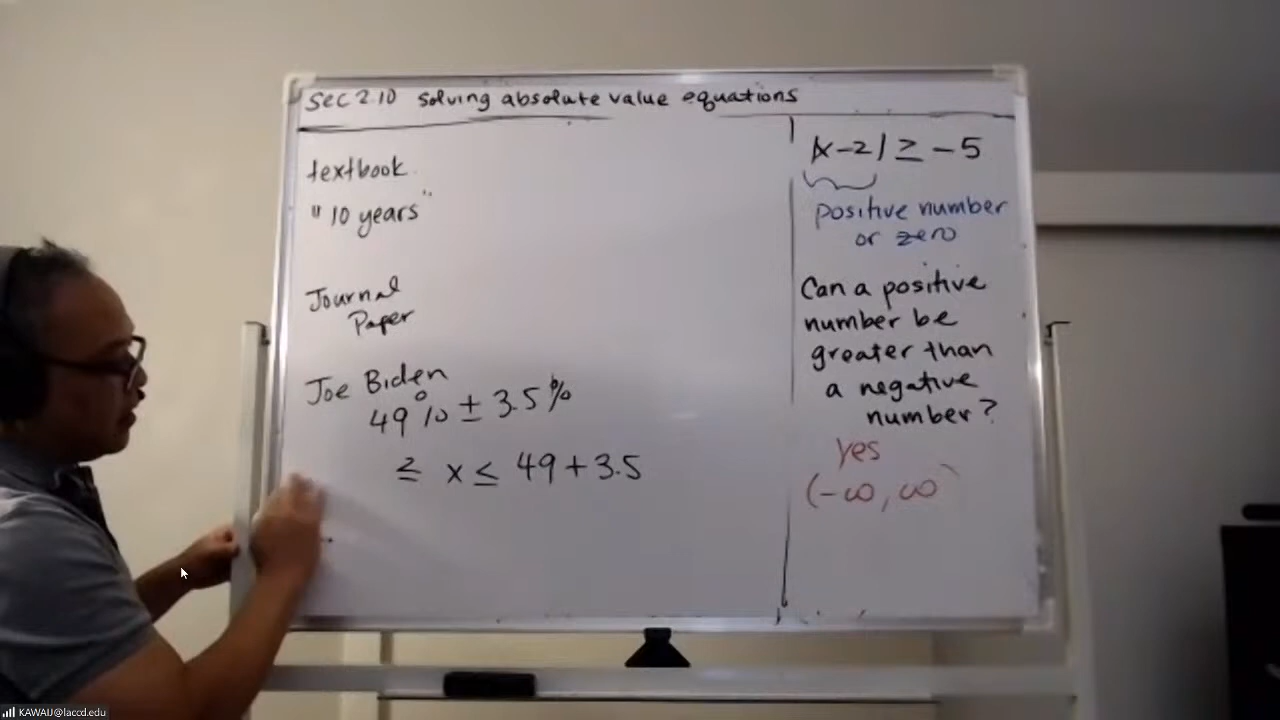 sec 2.10 solving absolute value equations
textbook
" 10 years "
Journal
Paper
Joe Biden
49% ± 3.5%
≥ x ≤ 49 + 3.5
|x-2| ≥ -5
positive number
or zero
Can a positive
number be
greater than
a negative
number?
yes
(-∞, ∞)
KAWAIJ@laccd.edu